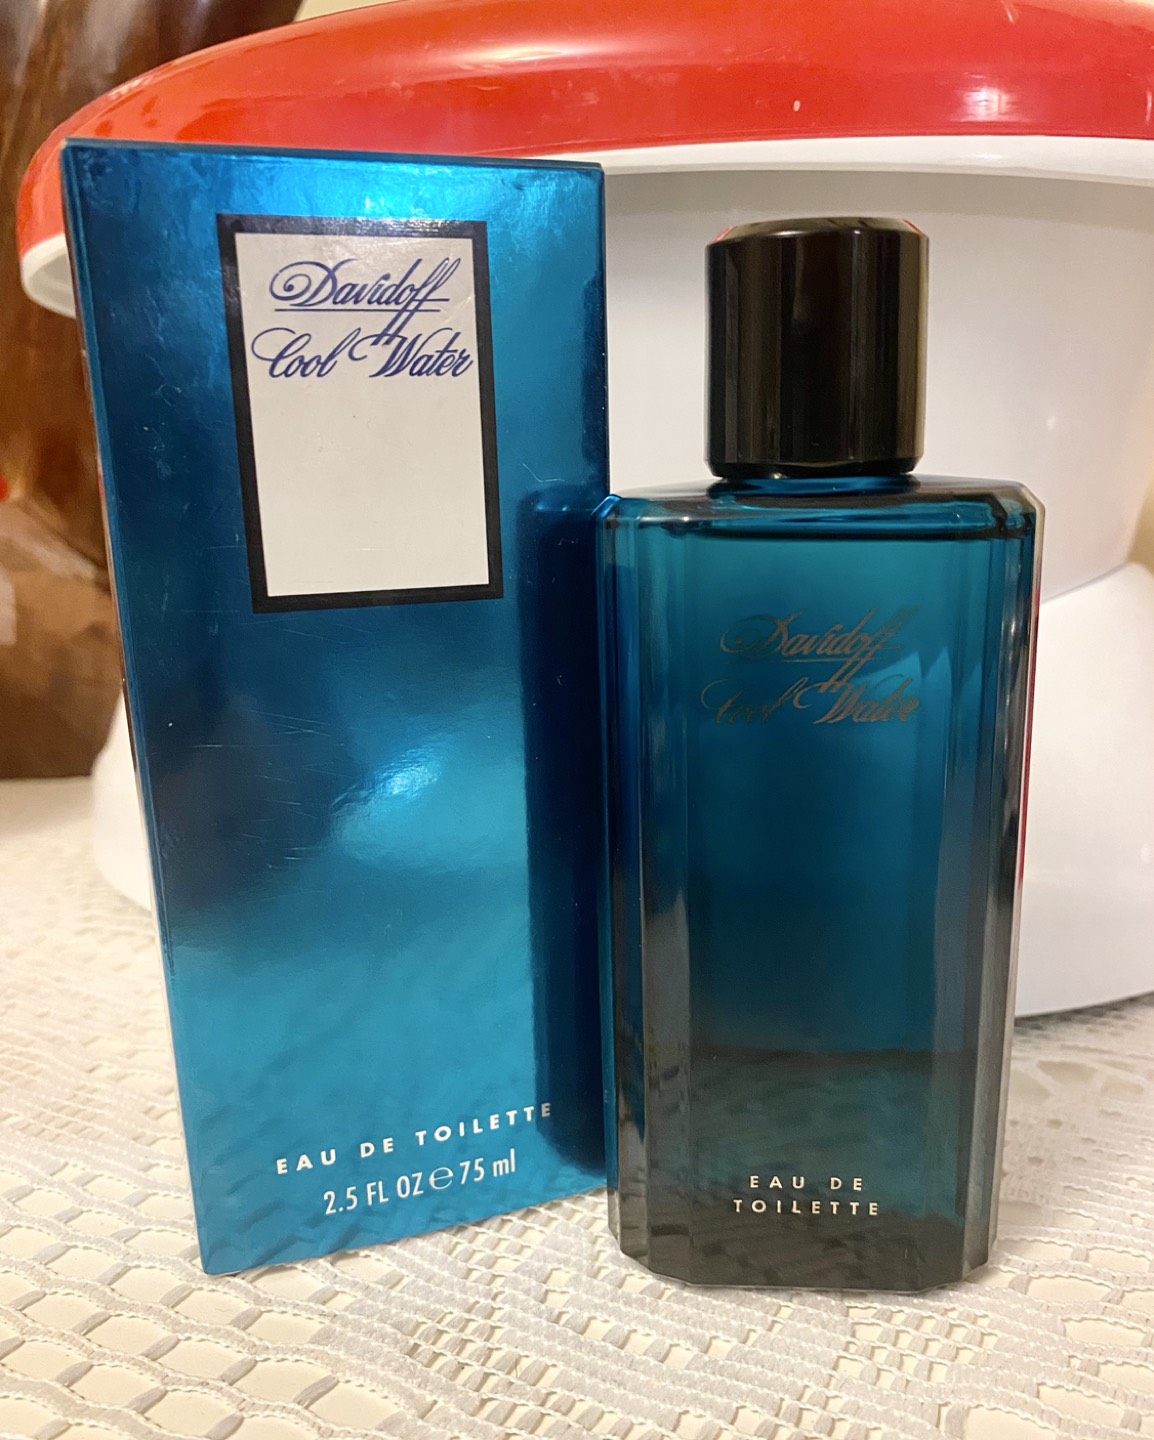 Davidoff
Cool Water
EAU DE TOILETTE
2.5 FL OZ ℮ 75 ml
Davidoff
Cool Water
EAU DE
TOILETTE